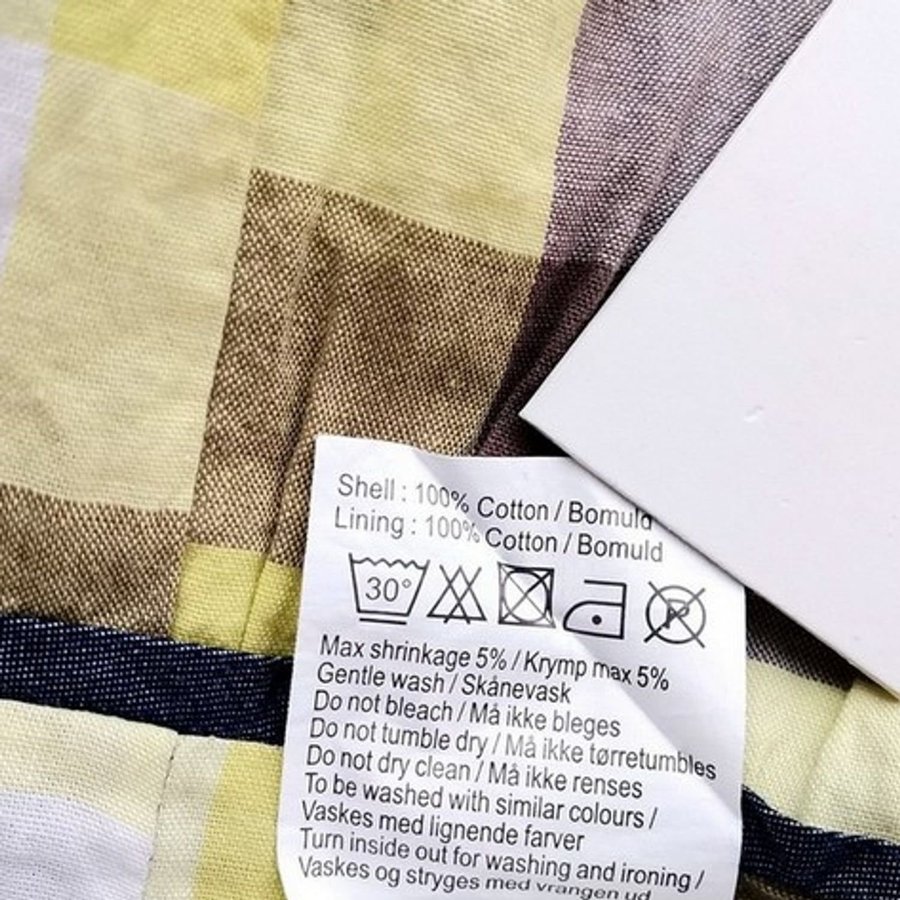 Shell : 100% Cotton / Bomuld
Lining : 100% Cotton / Bomuld
30° P
Max shrinkage 5% / Krymp max 5%
Gentle wash / Skånevask
Do not bleach / Må ikke bleges
Do not tumble dry / Må ikke tørretumbles
Do not dry clean / Må ikke renses
To be washed with similar colours /
Vaskes med lignende farver
Turn inside out for washing and ironing /
Vaskes og stryges med vrangen ud